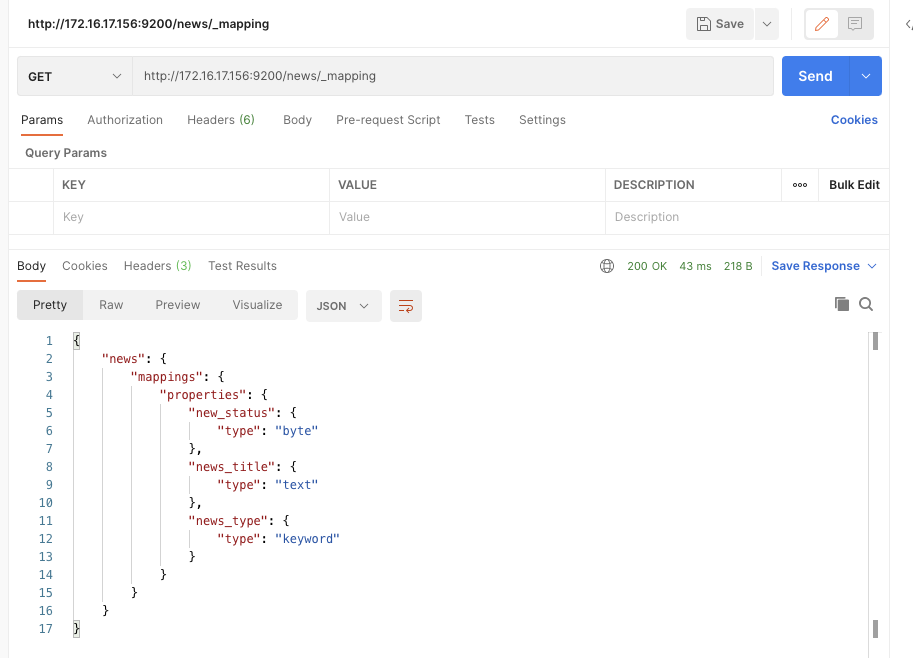 http://172.16.17.156:9200/news/_mapping Save
GET http://172.16.17.156:9200/news/_mapping Send
Params Authorization Headers (6) Body Pre-request Script Tests Settings Cookies
Query Params
KEY VALUE DESCRIPTION ooo Bulk Edit
Key Value Description
Body Cookies Headers (3) Test Results 200 OK 43 ms 218 B Save Response
Pretty Raw Preview Visualize JSON
1 {
2 "news": {
3 "mappings": {
4 "properties": {
5 "new_status": {
6 "type": "byte"
7 },
8 "news_title": {
9 "type": "text"
10 },
11 "news_type": {
12 "type": "keyword"
13 }
14 }
15 }
16 }
17 }